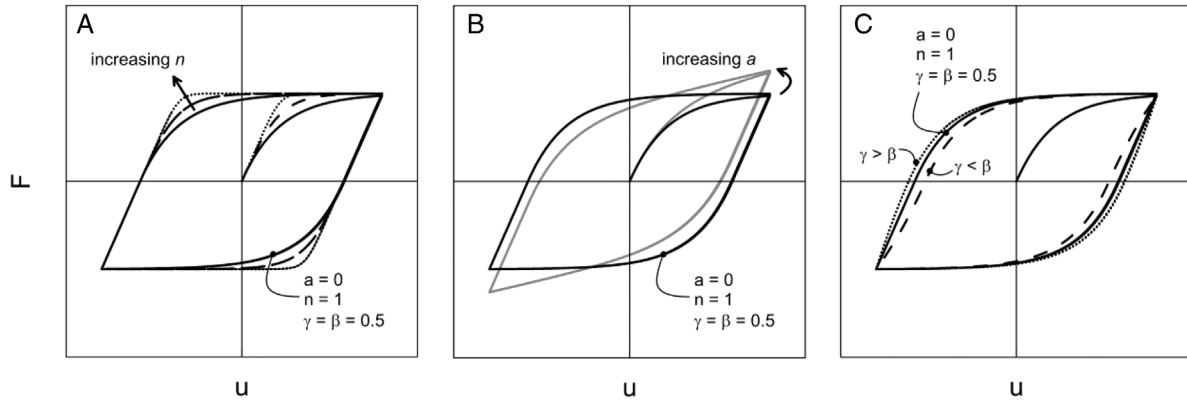 A
increasing n
a = 0
n = 1
γ = β = 0.5
F
u
B
increasing a
a = 0
n = 1
γ = β = 0.5
u
C
a = 0
n = 1
γ = β = 0.5
γ > β
γ < β
u